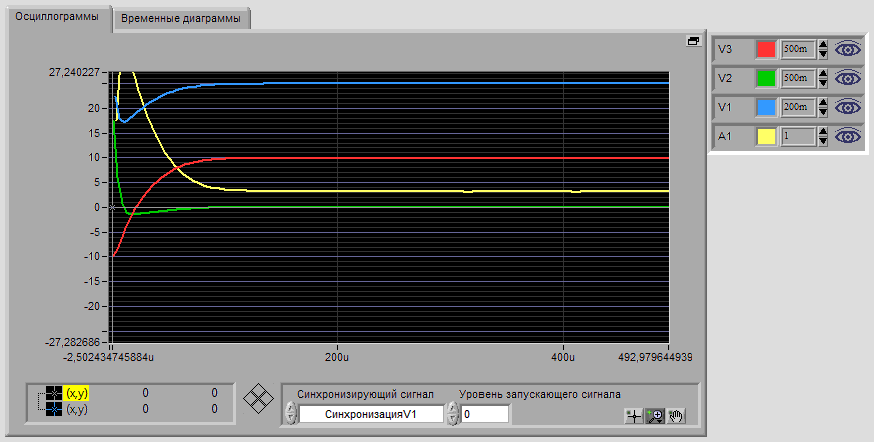 Осциллограммы
Временные диаграммы
27,240227
20
15
10
5
0
-5
-10
-15
-20
-27,282686
-2,502434745884u
200u
400u
492,979644939
V3 500m
V2 500m
V1 200m
A1 1
(x,y) 0 0
(x,y) 0 0
Синхронизирующий сигнал
СинхронизацияV1
Уровень запускающего сигнала
0